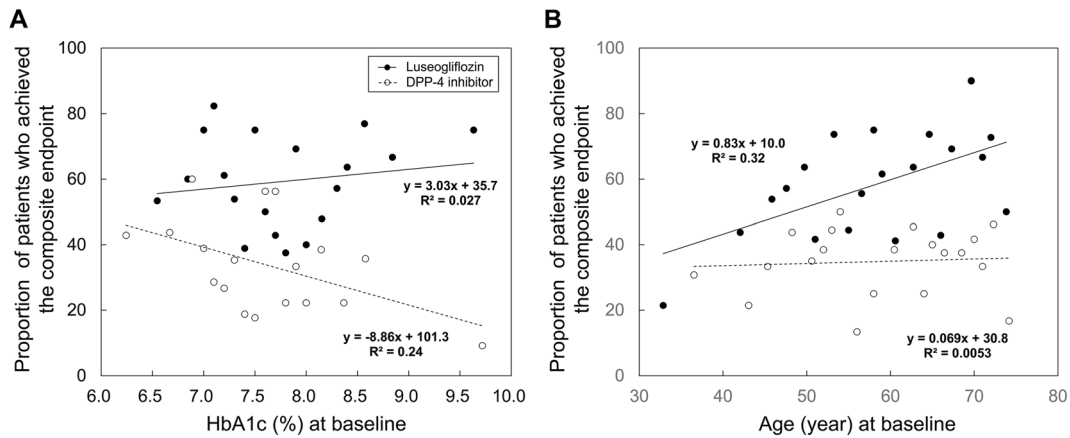 A
Proportion of patients who achieved
the composite endpoint
100
80
60
40
20
0
Luseogliflozin
DPP-4 inhibitor
y = 3.03x + 35.7
R² = 0.027
y = -8.86x + 101.3
R² = 0.24
6.0 6.5 7.0 7.5 8.0 8.5 9.0 9.5 10.0
HbA1c (%) at baseline
B
Proportion of patients who achieved
the composite endpoint
100
80
60
40
20
0
y = 0.83x + 10.0
R² = 0.32
y = 0.069x + 30.8
R² = 0.0053
30 40 50 60 70 80
Age (year) at baseline